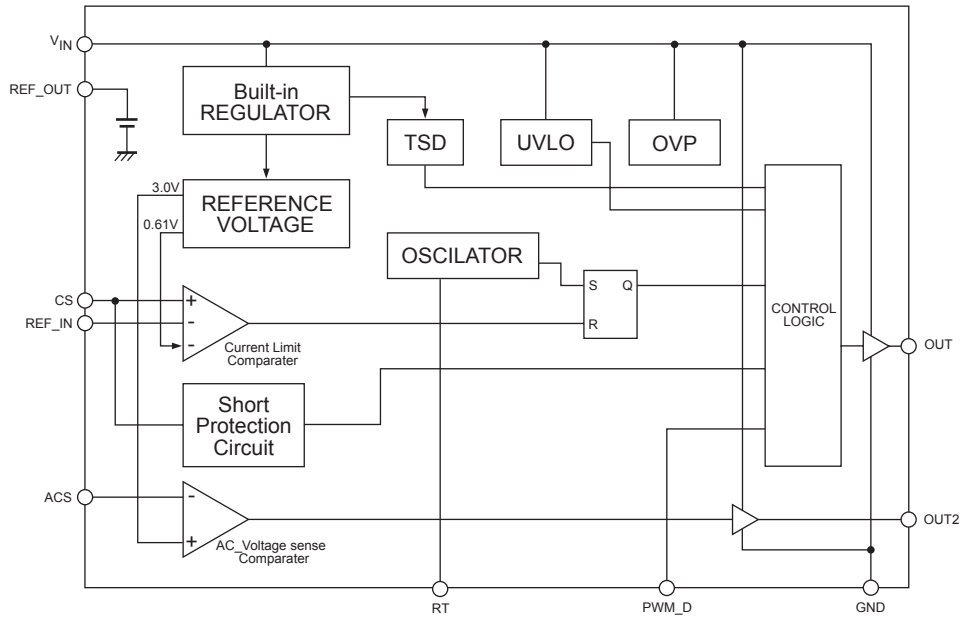 VIN
REF_OUT
Built-in
REGULATOR
TSD
UVLO
OVP
3.0V
REFERENCE
VOLTAGE
0.61V
OSCILATOR
S Q
R
CONTROL
LOGIC
CS
+
REF_IN
-
-
Current Limit
Comparater
OUT
Short
Protection
Circuit
ACS
-
+
AC_Voltage sense
Comparater
OUT2
RT
PWM_D
GND